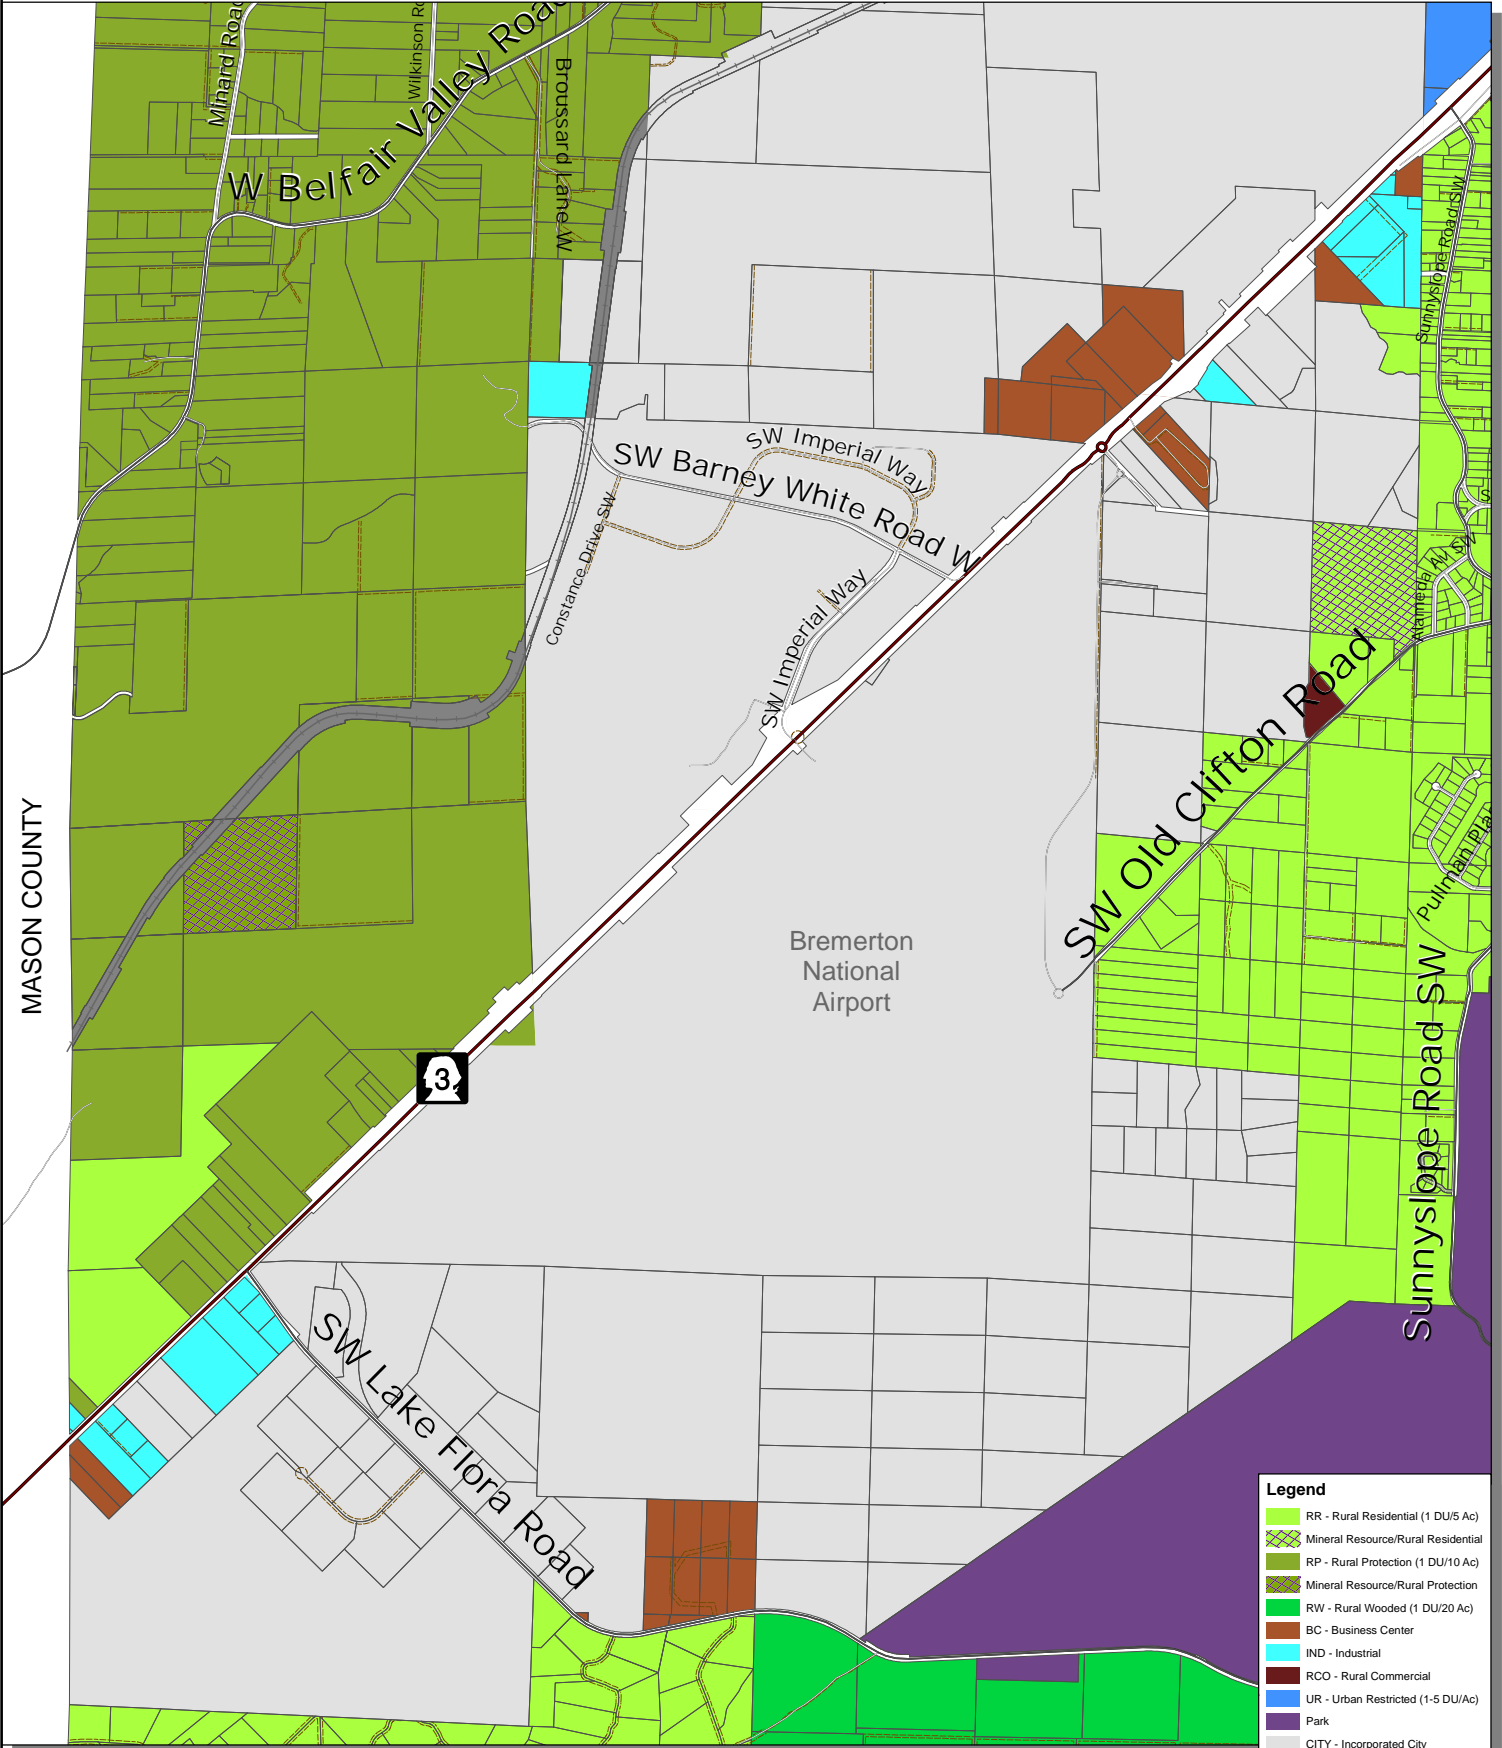 Minard Road
Wilkinson Ro
W Belfair Valley Road
Broussard Lane W
Sunnyslope Road SW
SW Imperial Way
SW Barney White Road W
Constance Drive SW
SW Imperial Way
Alameda Av SW
S
SW Old Clifton Road
Pullman Pla
MASON COUNTY
Bremerton
National
Airport
Sunnyslope Road SW
3
SW Lake Flora Road
Legend
RR - Rural Residential (1 DU/5 Ac)
Mineral Resource/Rural Residential
RP - Rural Protection (1 DU/10 Ac)
Mineral Resource/Rural Protection
RW - Rural Wooded (1 DU/20 Ac)
BC - Business Center
IND - Industrial
RCO - Rural Commercial
UR - Urban Restricted (1-5 DU/Ac)
Park
CITY - Incorporated City